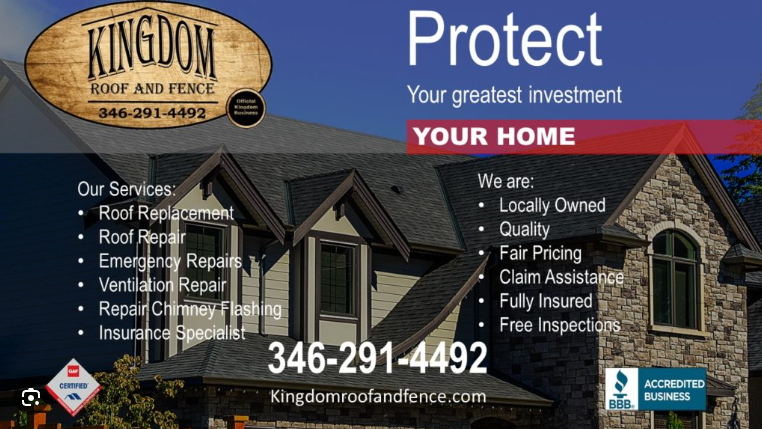 KINGDOM
ROOF AND FENCE
346-291-4492
Official
Kingdom
Business
Protect
Your greatest investment
YOUR HOME
Our Services:
• Roof Replacement
• Roof Repair
• Emergency Repairs
• Ventilation Repair
• Repair Chimney Flashing
• Insurance Specialist
We are:
• Locally Owned
• Quality
• Fair Pricing
• Claim Assistance
• Fully Insured
• Free Inspections
346-291-4492
Kingdomroofandfence.com
GAF
CERTIFIED
BBB
ACCREDITED
BUSINESS